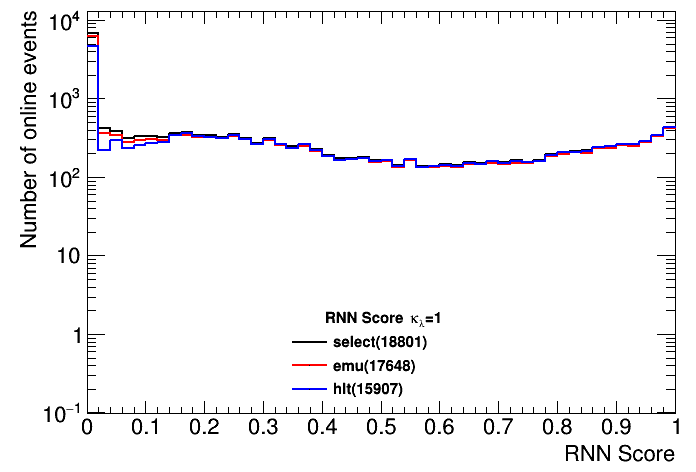 Number of online events
10⁴
10³
10²
10
1
10⁻¹
RNN Score κλ=1
select(18801)
emu(17648)
hlt(15907)
0 0.1 0.2 0.3 0.4 0.5 0.6 0.7 0.8 0.9 1
RNN Score